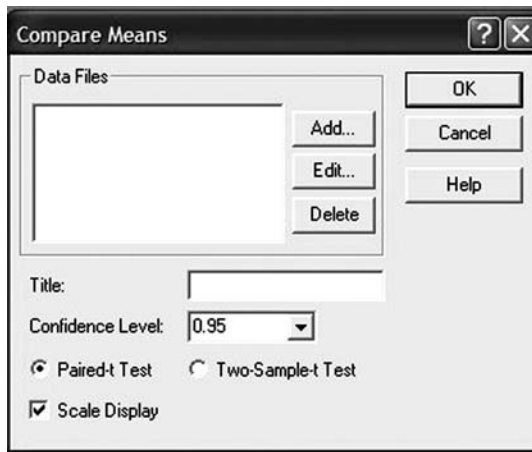 Compare Means
Data Files
Add...
Edit...
Delete
OK
Cancel
Help
Title:
Confidence Level: 0.95
Paired-t Test Two-Sample-t Test
Scale Display